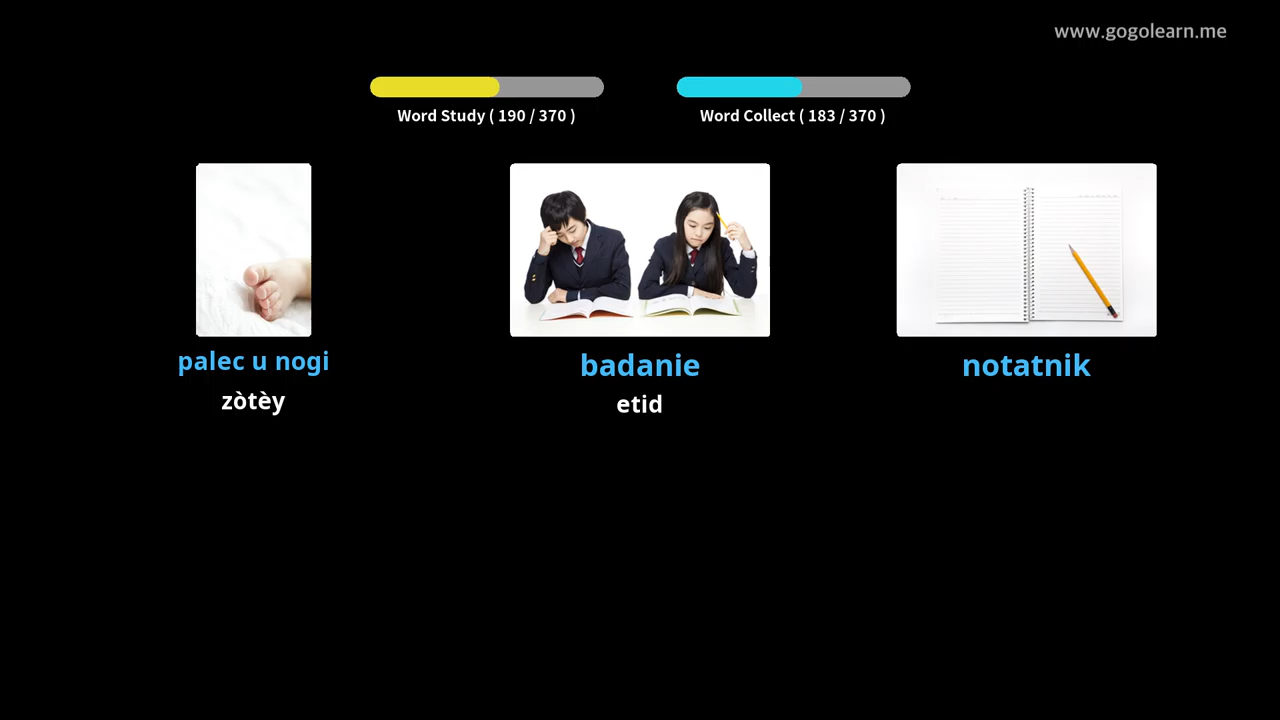 www.gogolearn.me
Word Study ( 190 / 370 )
Word Collect ( 183 / 370 )
palec u nogi
zòtèy
badanie
etid
notatnik